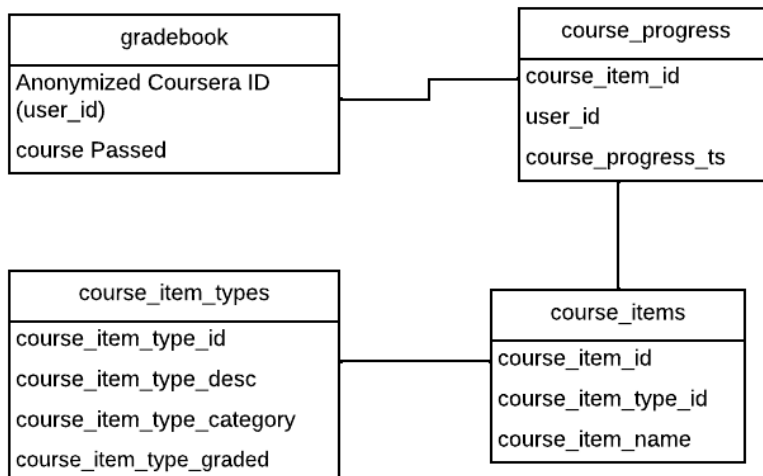 gradebook
Anonymized Coursera ID
(user_id)
course Passed
course_progress
course_item_id
user_id
course_progress_ts
course_item_types
course_item_type_id
course_item_type_desc
course_item_type_category
course_item_type_graded
course_items
course_item_id
course_item_type_id
course_item_name